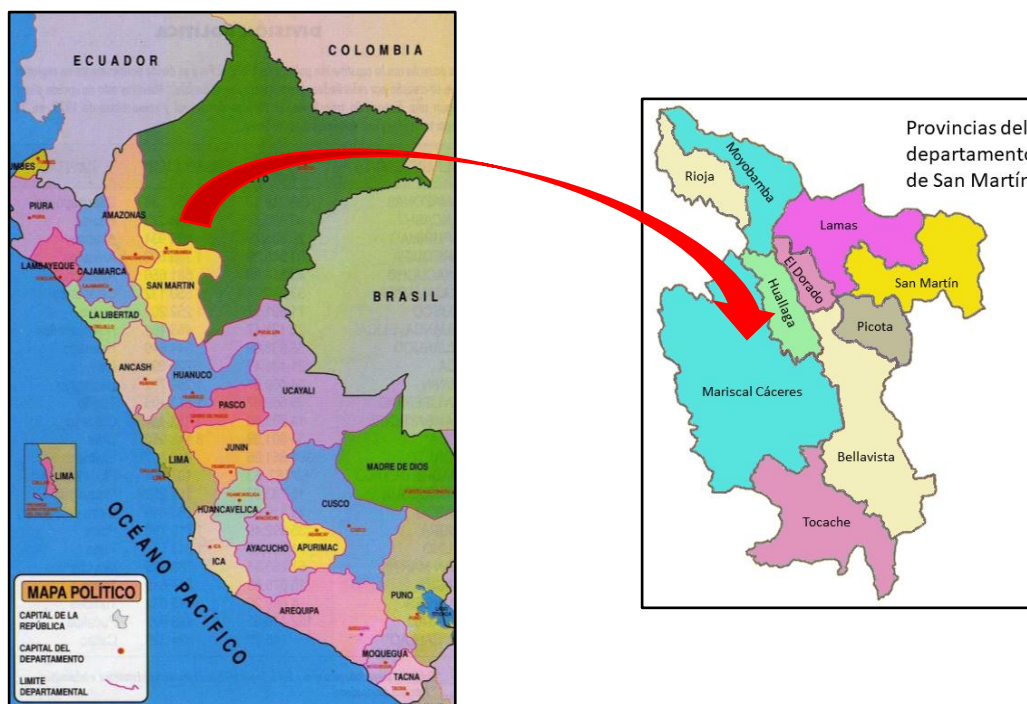 ECUADOR
COLOMBIA
PIURA
AMAZONAS
LAMBAYEQUE
CAJAMARCA
SAN MARTIN
BRASIL
LA LIBERTAD
ANCASH
HUANUCO
UCAYALI
PASCO
JUNIN
LIMA
MADRE DE DIOS
LIMA
CUSCO
HUANCAVELICA
AYACUCHO
APURIMAC
ICA
PUNO
AREQUIPA
MOQUEGUA
TACNA
OCÉANO PACÍFICO
MAPA POLÍTICO
CAPITAL DE LA
REPÚBLICA
CAPITAL DEL
DEPARTAMENTO
LIMITE
DEPARTAMENTAL
Provincias del
departamento
de San Martín
Moyobamba
Rioja
Lamas
El Dorado
San Martín
Huallaga
Picota
Mariscal Cáceres
Bellavista
Tocache